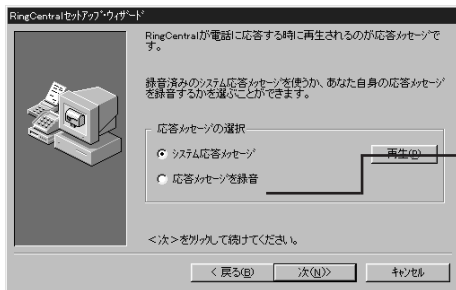 RingCentralｾｯﾄｱｯﾌﾟ･ｳｨｻﾞｰﾄﾞ
RingCentralが電話に応答する時に再生されるのが応答ﾒｯｾｰｼﾞで
す。
録音済みのｼｽﾃﾑ応答ﾒｯｾｰｼﾞを使うか、あなた自身の応答ﾒｯｾｰｼﾞ
を録音するかを選ぶことができます。
応答ﾒｯｾｰｼﾞの選択
ｼｽﾃﾑ応答ﾒｯｾｰｼﾞ
再生(P)
応答ﾒｯｾｰｼﾞを録音
<次>をｸﾘｯｸして続けてください。
< 戻る(B)
次(N)>
ｷｬﾝｾﾙ